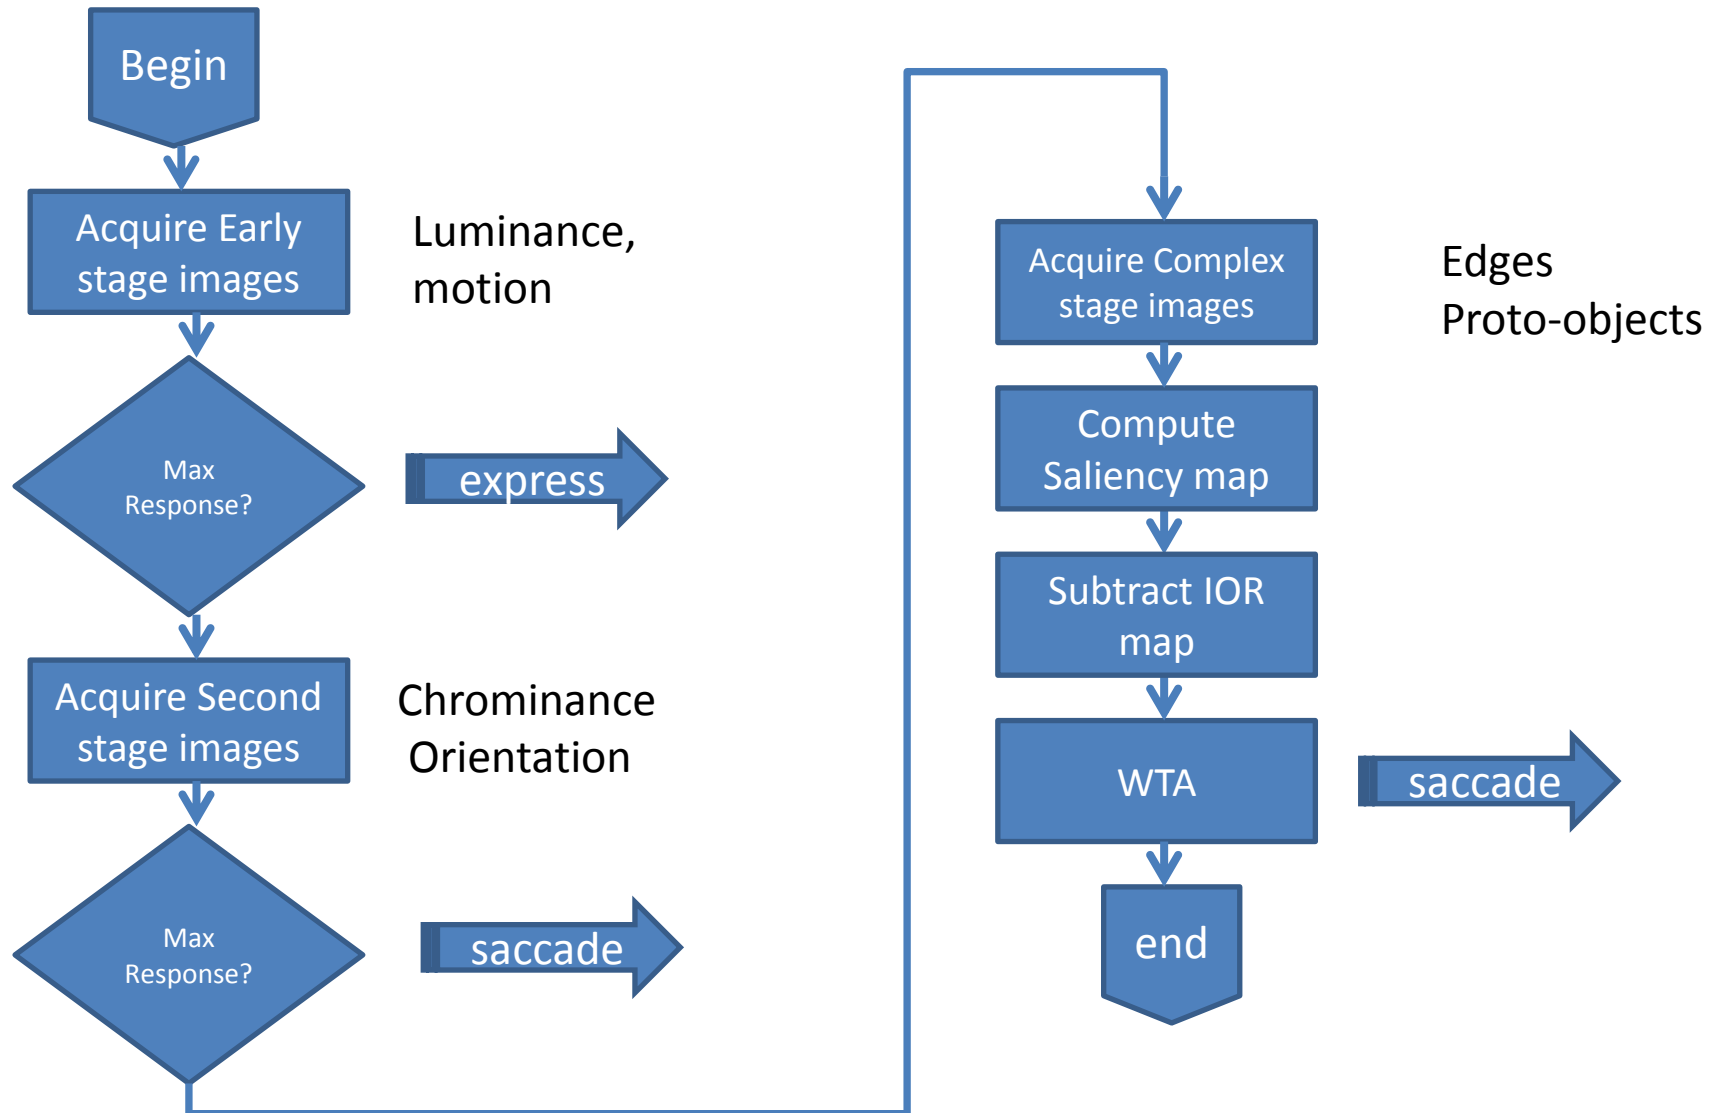 Begin
Acquire Early
stage images
Luminance,
motion
Max
Response?
express
Acquire Second
stage images
Chrominance
Orientation
Max
Response?
saccade
Acquire Complex
stage images
Edges
Proto-objects
Compute
Saliency map
Subtract IOR
map
WTA
saccade
end